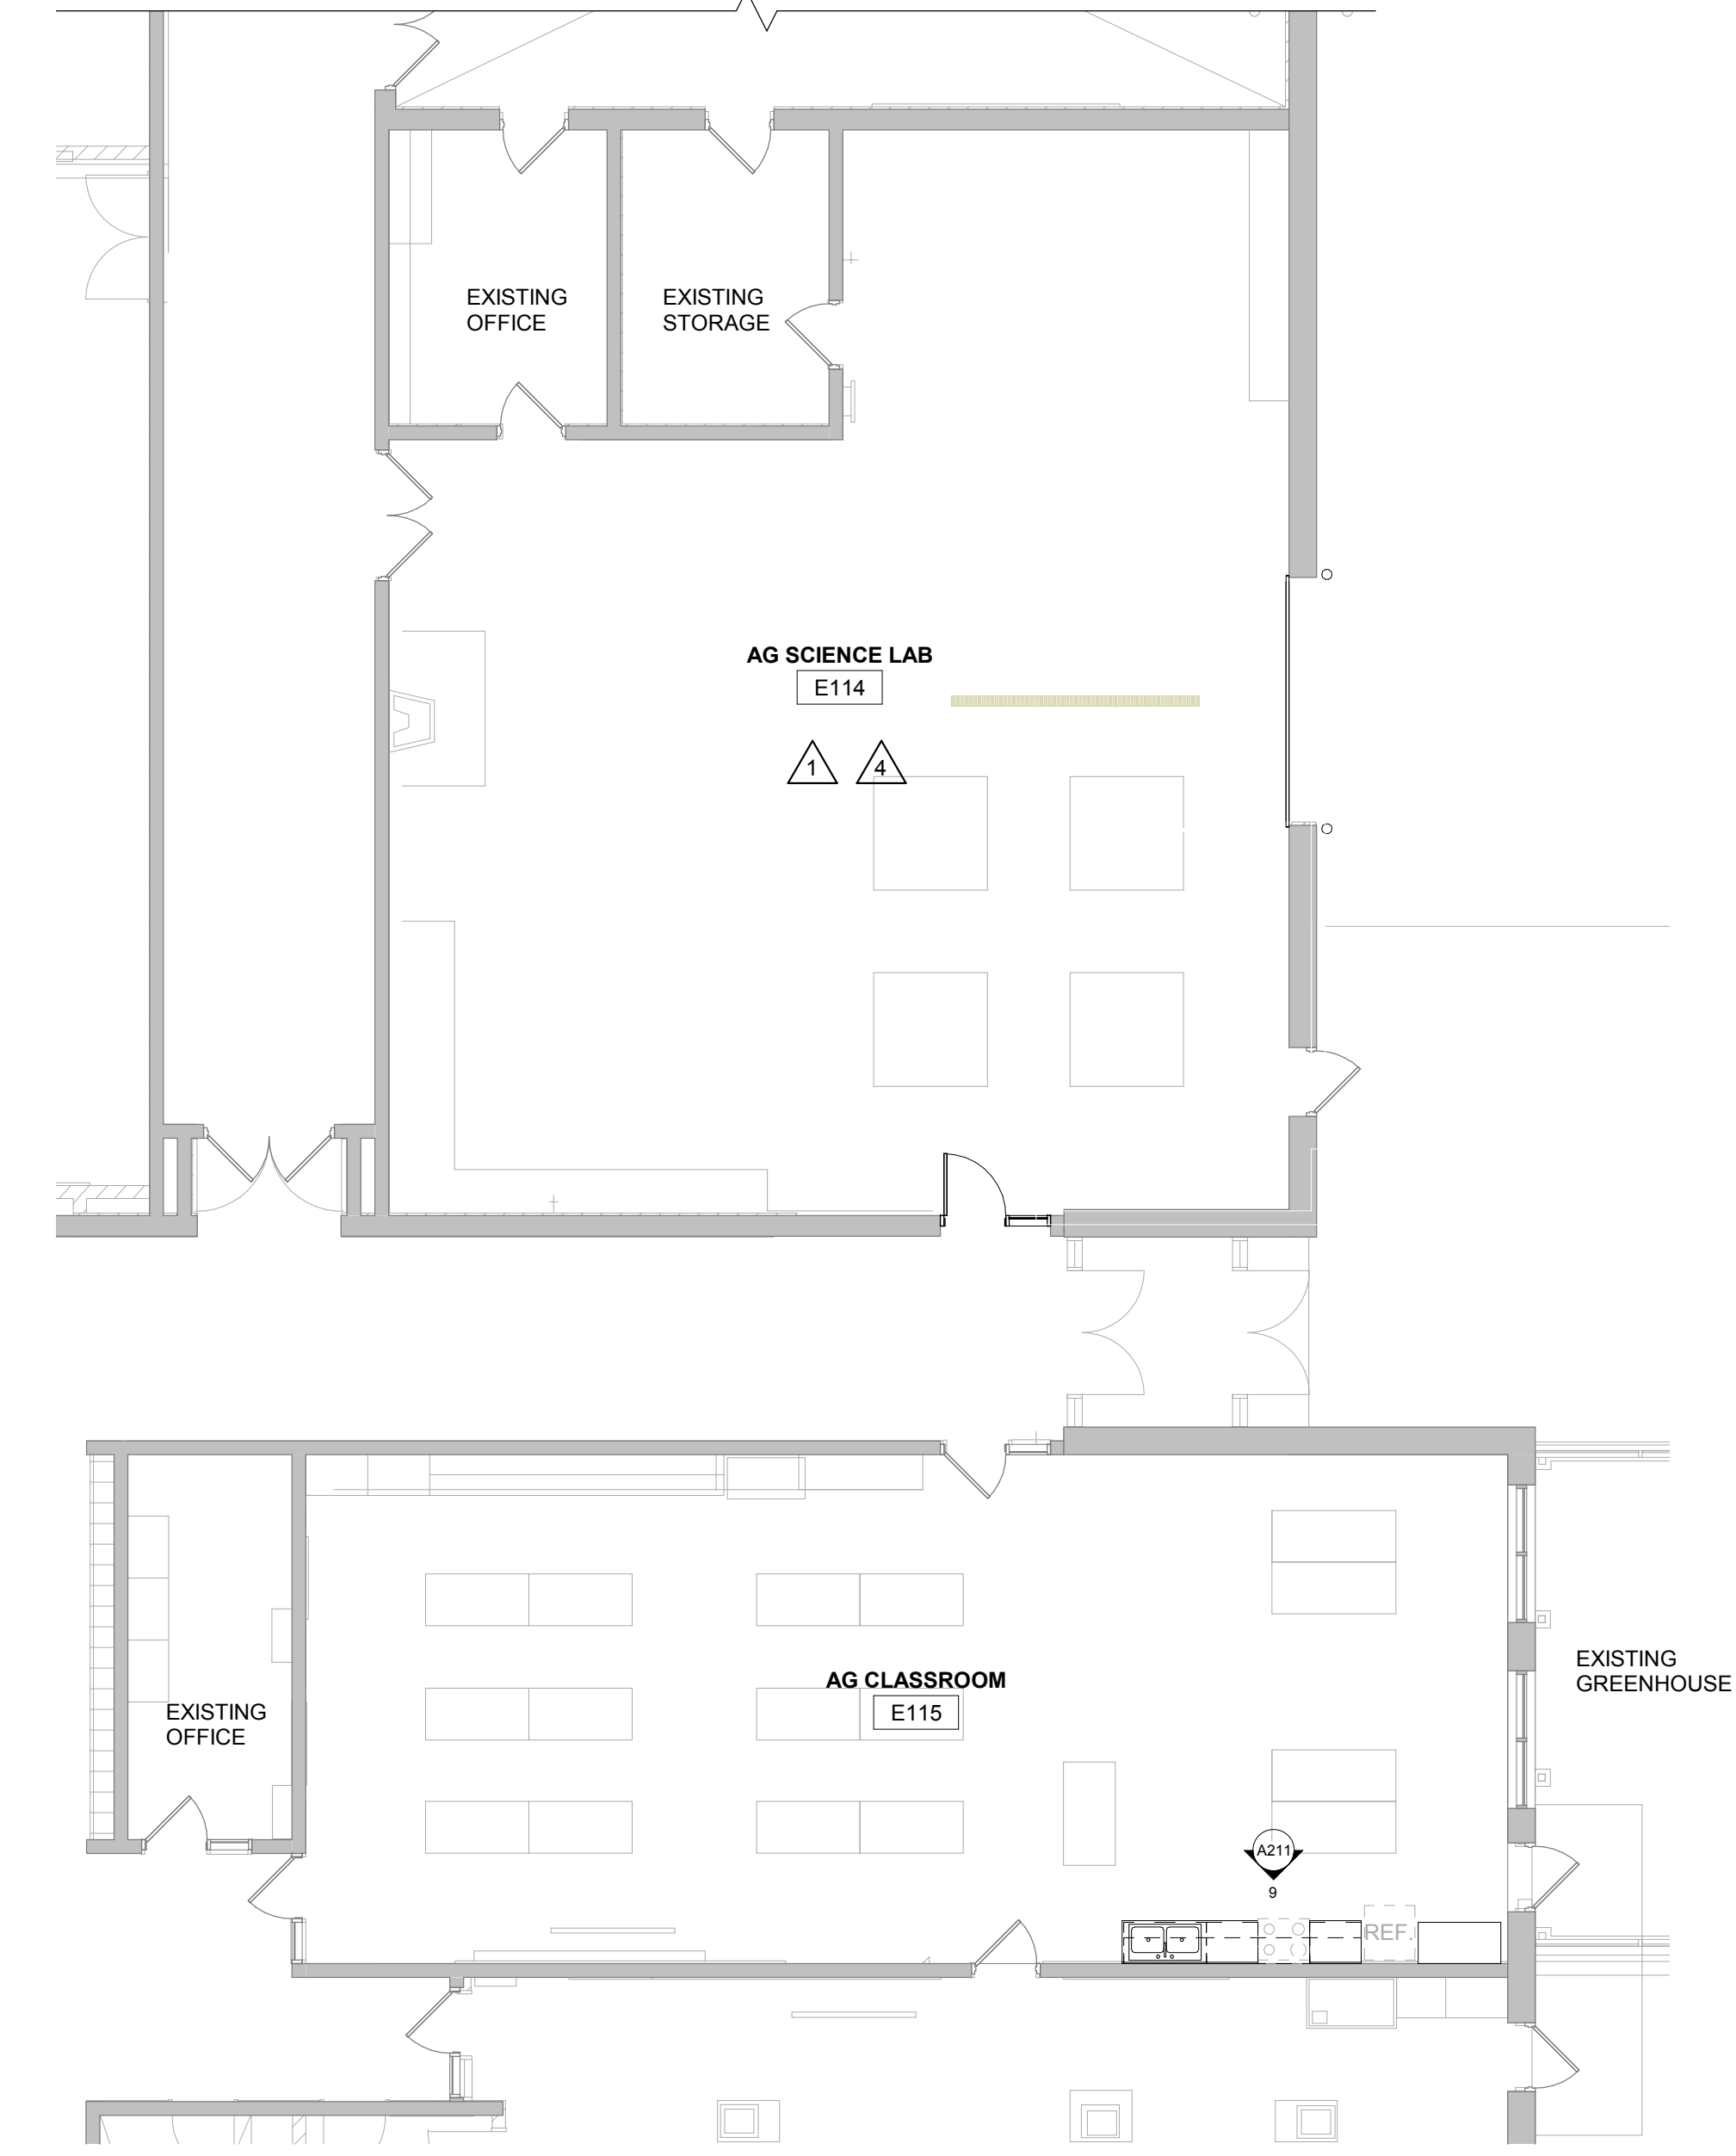 EXISTING
OFFICE
EXISTING
STORAGE
AG SCIENCE LAB
E114
1
4
AG CLASSROOM
E115
EXISTING
OFFICE
EXISTING
GREENHOUSE
A211
9
REF.